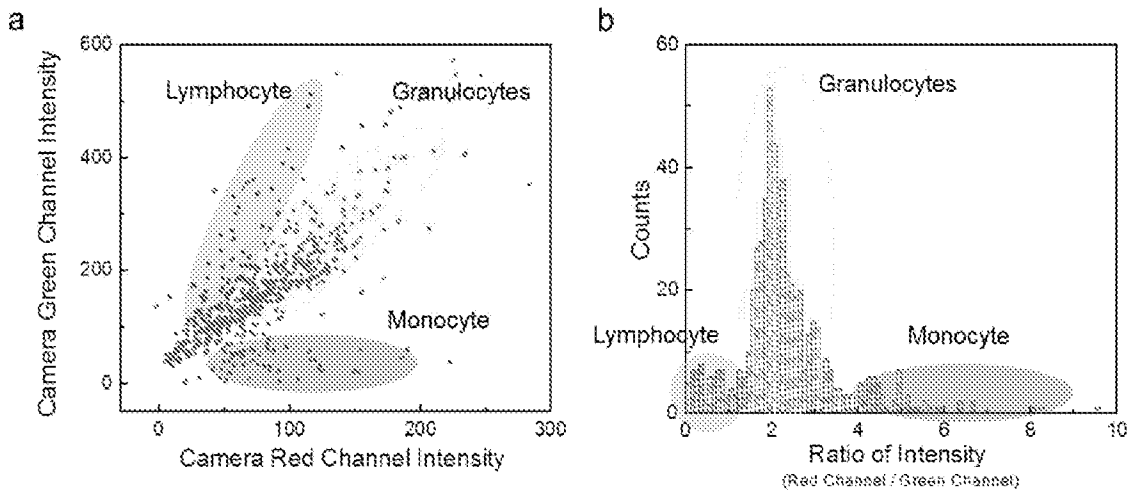 a
Camera Green Channel Intensity
600
400
200
0
Lymphocyte
Granulocytes
Monocyte
0 100 200 300
Camera Red Channel Intensity
b
Counts
60
40
20
0
Granulocytes
Lymphocyte
Monocyte
0 2 4 6 8 10
Ratio of Intensity
(Red Channel / Green Channel)